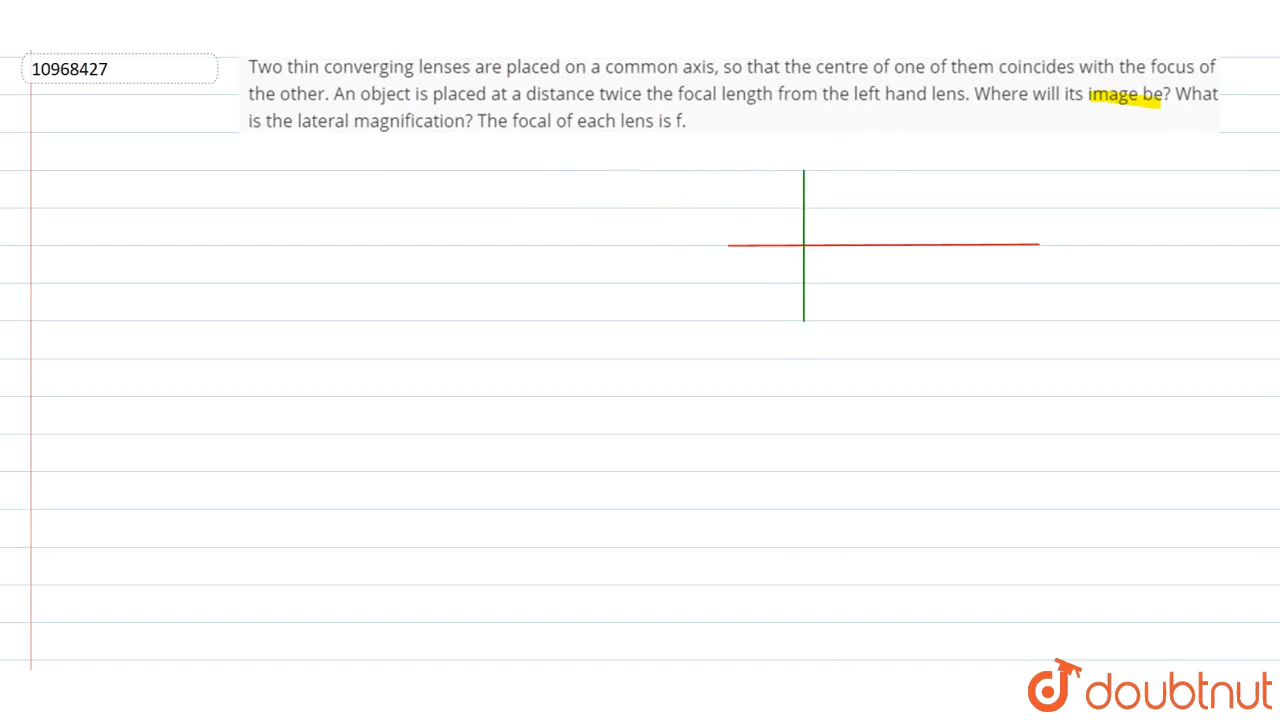 10968427
Two thin converging lenses are placed on a common axis, so that the centre of one of them coincides with the focus of
the other. An object is placed at a distance twice the focal length from the left hand lens. Where will its image be? What
is the lateral magnification? The focal of each lens is f.
doubtnut